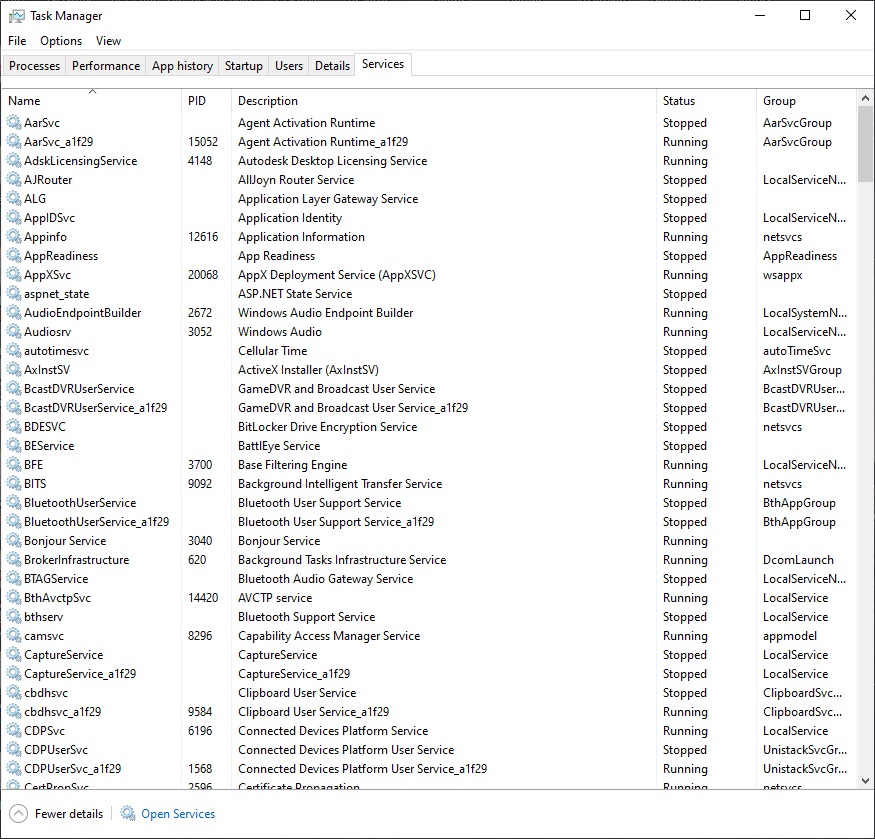 Task Manager
File Options View
Processes Performance App history Startup Users Details Services
Name PID Description Status Group
AarSvc Agent Activation Runtime Stopped AarSvcGroup
AarSvc_a1f29 15052 Agent Activation Runtime_a1f29 Running AarSvcGroup
AdskLicensingService 4148 Autodesk Desktop Licensing Service Running
AJRouter AllJoyn Router Service Stopped LocalServiceN...
ALG Application Layer Gateway Service Stopped
AppIDSvc Application Identity Stopped LocalServiceN...
Appinfo 12616 Application Information Running netsvcs
AppReadiness App Readiness Stopped AppReadiness
AppXSvc 20068 AppX Deployment Service (AppXSVC) Running wsappx
aspnet_state ASP.NET State Service Stopped
AudioEndpointBuilder 2672 Windows Audio Endpoint Builder Running LocalSystemN...
Audiosrv 3052 Windows Audio Running LocalServiceN...
autotimesvc Cellular Time Stopped autoTimeSvc
AxInstSV ActiveX Installer (AxInstSV) Stopped AxInstSVGroup
BcastDVRUserService GameDVR and Broadcast User Service Stopped BcastDVRUser...
BcastDVRUserService_a1f29 GameDVR and Broadcast User Service_a1f29 Stopped BcastDVRUser...
BDESVC BitLocker Drive Encryption Service Stopped netsvcs
BEService BattlEye Service Stopped
BFE 3700 Base Filtering Engine Running LocalServiceN...
BITS 9092 Background Intelligent Transfer Service Running netsvcs
BluetoothUserService Bluetooth User Support Service Stopped BthAppGroup
BluetoothUserService_a1f29 Bluetooth User Support Service_a1f29 Stopped BthAppGroup
Bonjour Service 3040 Bonjour Service Running
BrokerInfrastructure 620 Background Tasks Infrastructure Service Running DcomLaunch
BTAGService Bluetooth Audio Gateway Service Stopped LocalServiceN...
BthAvctpSvc 14420 AVCTP service Running LocalService
bthserv Bluetooth Support Service Stopped LocalService
camsvc 8296 Capability Access Manager Service Running appmodel
CaptureService CaptureService Stopped LocalService
CaptureService_a1f29 CaptureService_a1f29 Stopped LocalService
cbdhsvc Clipboard User Service Stopped ClipboardSvc...
cbdhsvc_a1f29 9584 Clipboard User Service_a1f29 Running ClipboardSvc...
CDPSvc 6196 Connected Devices Platform Service Running LocalService
CDPUserSvc Connected Devices Platform User Service Stopped UnistackSvcGr...
CDPUserSvc_a1f29 1568 Connected Devices Platform User Service_a1f29 Running UnistackSvcGr...
CertPropSvc 2596 Certificate Propagation Running netsvcs
Fewer details Open Services